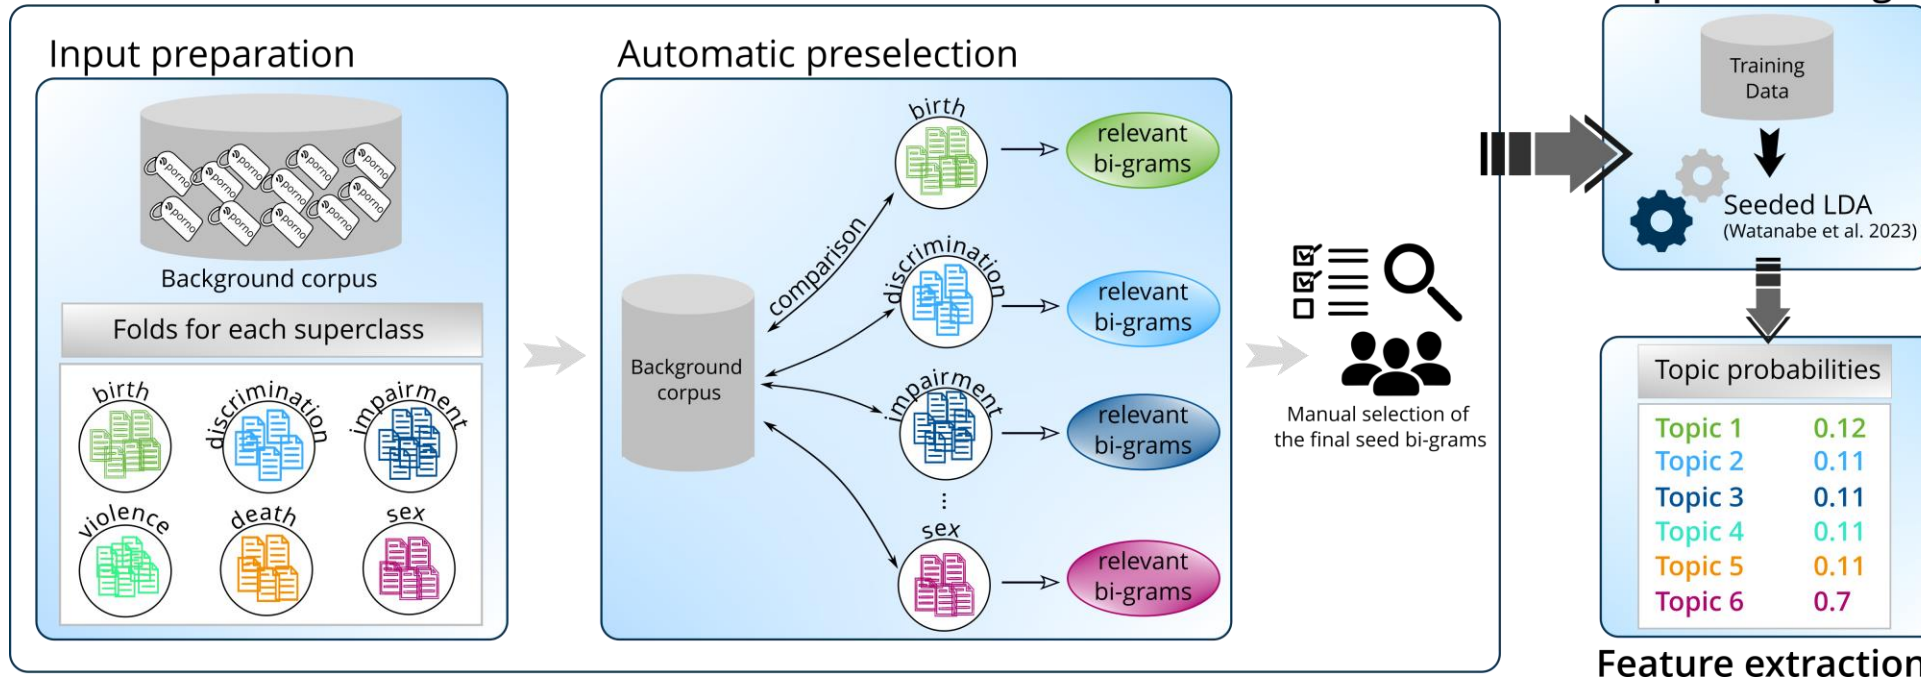 Input preparation
porno
porno
porno
porno
porno
porno
porno
porno
porno
porno
porno
Background corpus
Folds for each superclass
birth
discrimination
impairment
violence
death
sex
Automatic preselection
Background
corpus
comparison
birth
relevant
bi-grams
discrimination
relevant
bi-grams
impairment
relevant
bi-grams
...
sex
relevant
bi-grams
Manual selection of
the final seed bi-grams
Training
Data
Seeded LDA
(Watanabe et al. 2023)
Topic probabilities
Topic 1 0.12
Topic 2 0.11
Topic 3 0.11
Topic 4 0.11
Topic 5 0.11
Topic 6 0.7
Feature extraction